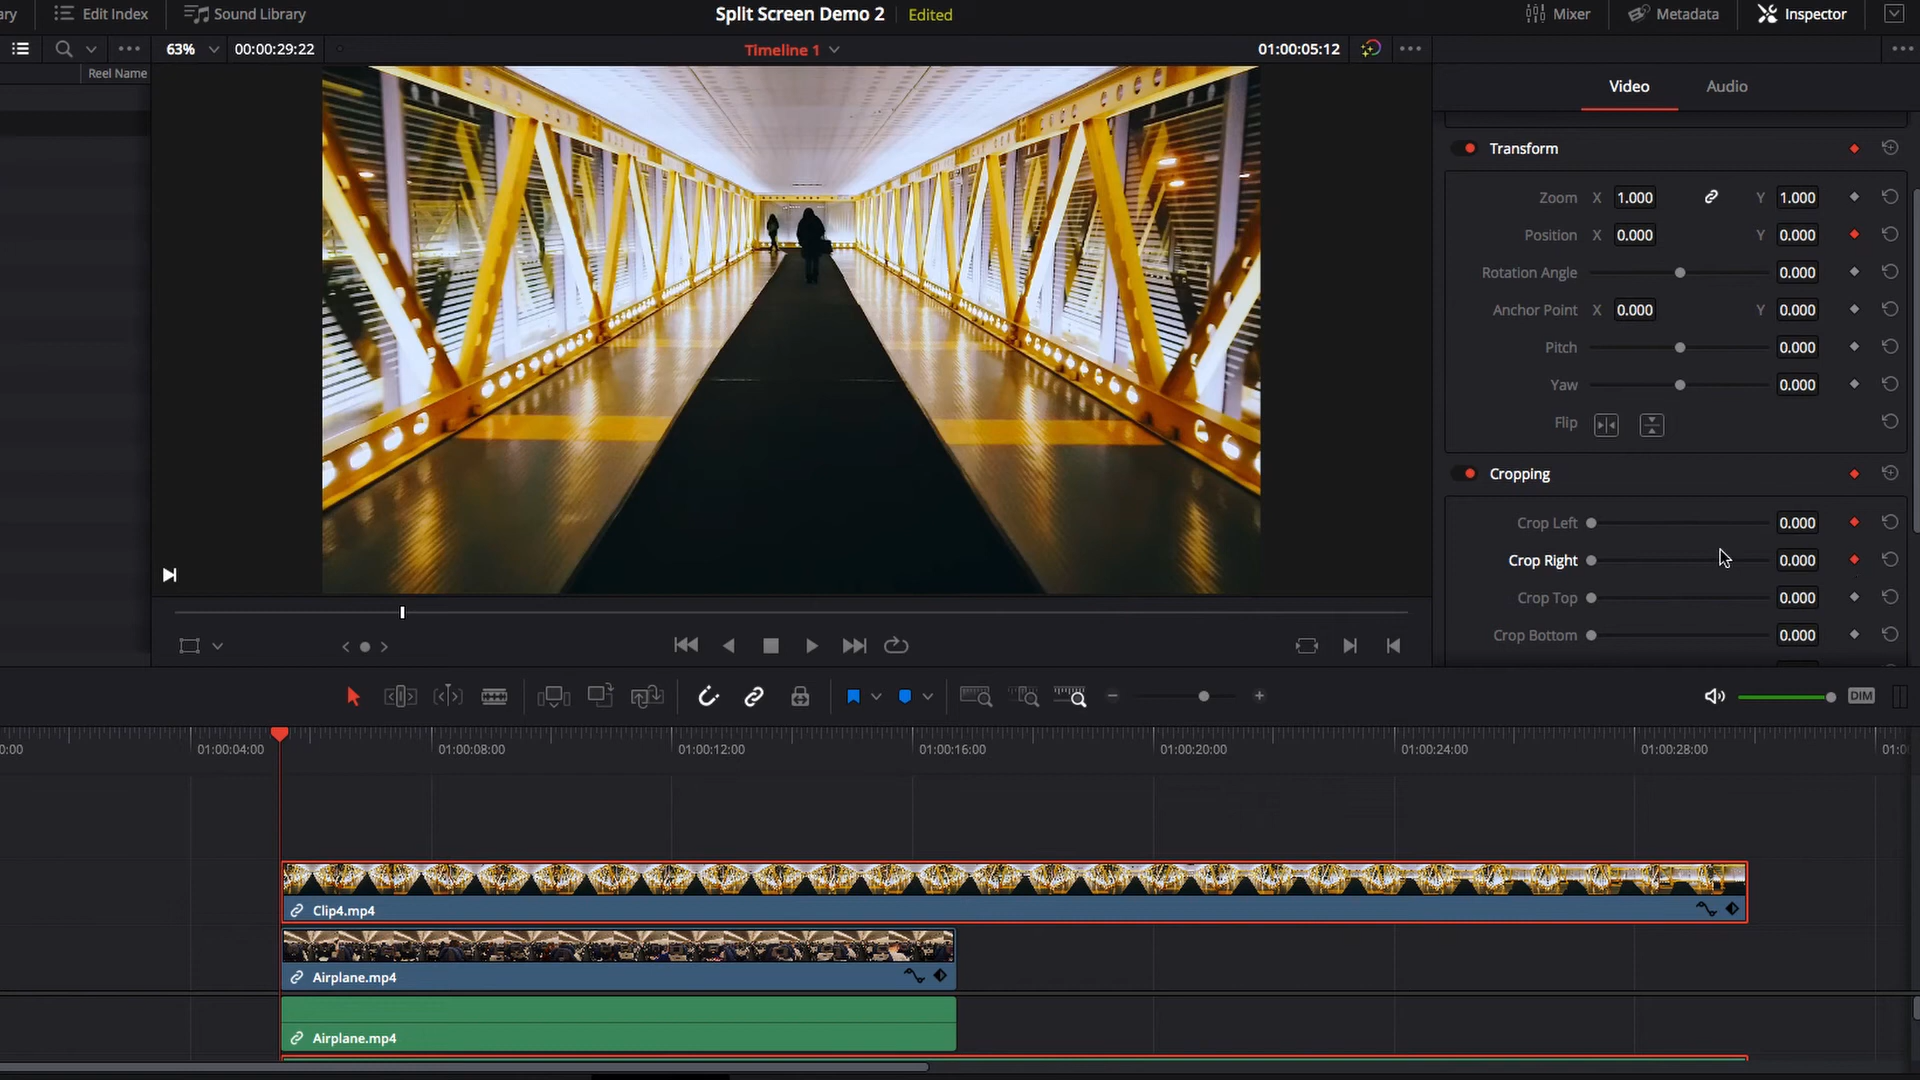 ary Edit Index Sound Library Split Screen Demo 2 Edited Mixer Metadata Inspector
63% 00:00:29:22 Timeline 1 01:00:05:12
Reel Name
Video Audio
Transform
Zoom X 1.000 Y 1.000
Position X 0.000 Y 0.000
Rotation Angle 0.000
Anchor Point X 0.000 Y 0.000
Pitch 0.000
Yaw 0.000
Flip
Cropping
Crop Left 0.000
Crop Right 0.000
Crop Top 0.000
Crop Bottom 0.000
DIM
0:00 01:00:04:00 01:00:08:00 01:00:12:00 01:00:16:00 01:00:20:00 01:00:24:00 01:00:28:00 01:0
Clip4.mp4
Airplane.mp4
Airplane.mp4